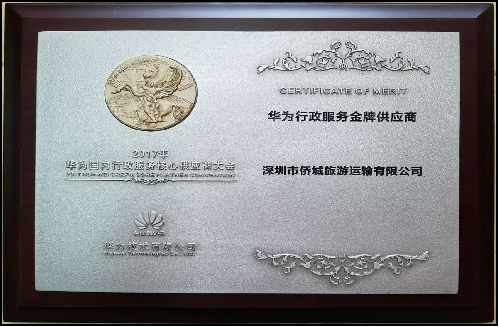 2017年
华为国内行政服务核心供应商大会
HUAWEI
华为技术有限公司
Huawei Technologies Co., Ltd.
CERTIFICATE OF MERIT
华为行政服务金牌供应商
深圳市侨城旅游运输有限公司